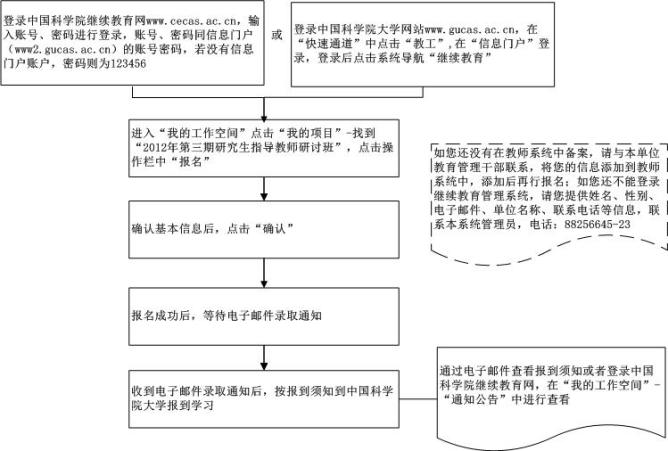 登录中国科学院继续教育网www.cecas.ac.cn，输
入账号、密码进行登录，账号、密码同信息门户
（www2.gucas.ac.cn）的账号密码，若没有信息
门户账户，密码则为123456
或
登录中国科学院大学网站www.gucas.ac.cn，在
“快速通道”中点击“教工”,在“信息门户”登
录，登录后点击系统导航“继续教育”
进入“我的工作空间”点击“我的项目”-找到
“2012年第三期研究生指导教师研讨班”，点击操
作栏中“报名”
如您还没有在教师系统中备案，请与本单位
教育管理干部联系，将您的信息添加到教师
系统中，添加后再行报名；如您还不能登录
继续教育管理系统，请您提供姓名、性别、
电子邮件、单位名称、联系电话等信息，联
系本系统管理员，电话：88256645-23
确认基本信息后，点击“确认”
报名成功后，等待电子邮件录取通知
收到电子邮件录取通知后，按报到须知到中国科学
院大学报到学习
通过电子邮件查看报到须知或者登录中国
科学院继续教育网，在“我的工作空间”-
“通知公告”中进行查看